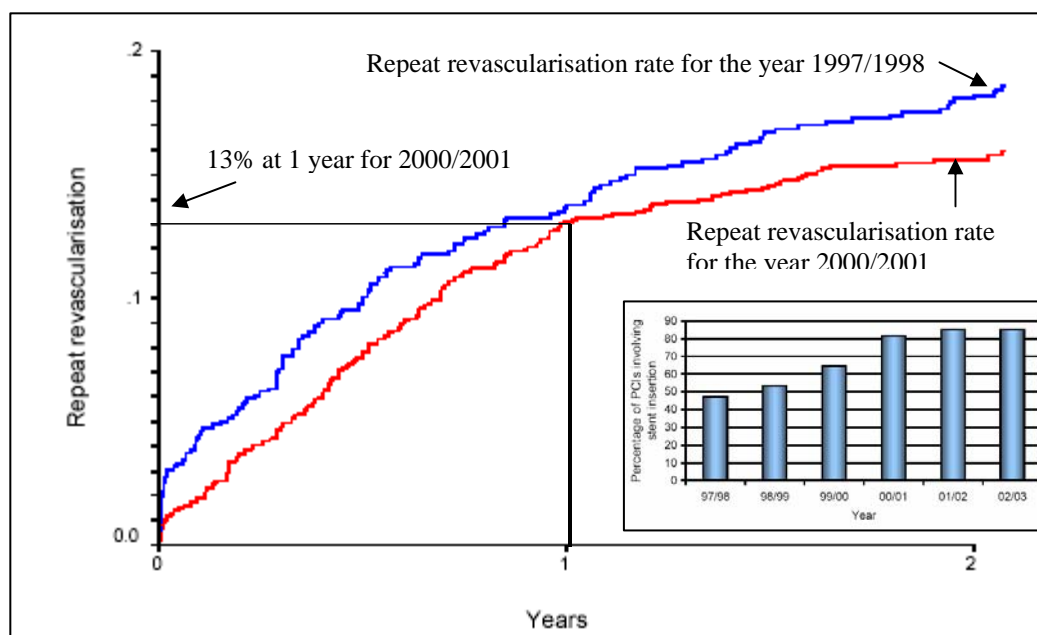 .2
Repeat revascularisation rate for the year 1997/1998
13% at 1 year for 2000/2001
Repeat revascularisation
.1
0.0
Repeat revascularisation rate
for the year 2000/2001
Percentage of PCIs involving
stent insertion
90
80
70
60
50
40
30
20
10
0
97/98 98/99 99/00 00/01 01/02 02/03
Year
0 1 2
Years